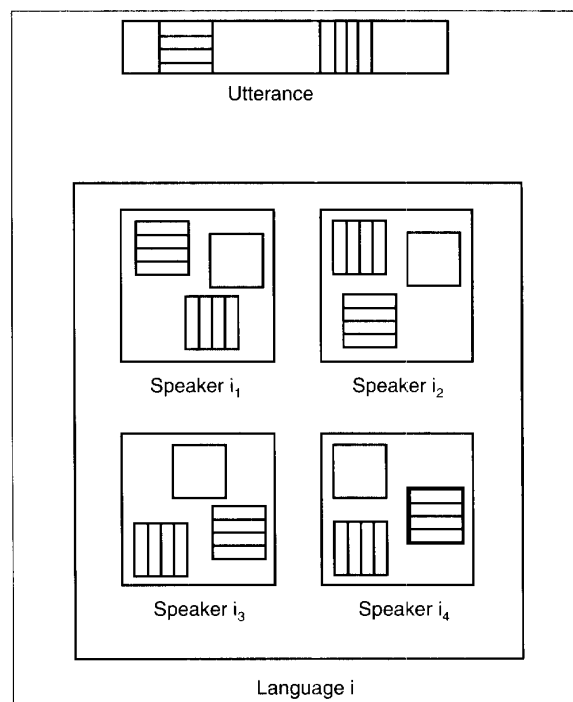 Utterance
Speaker i₁
Speaker i₂
Speaker i₃
Speaker i₄
Language i